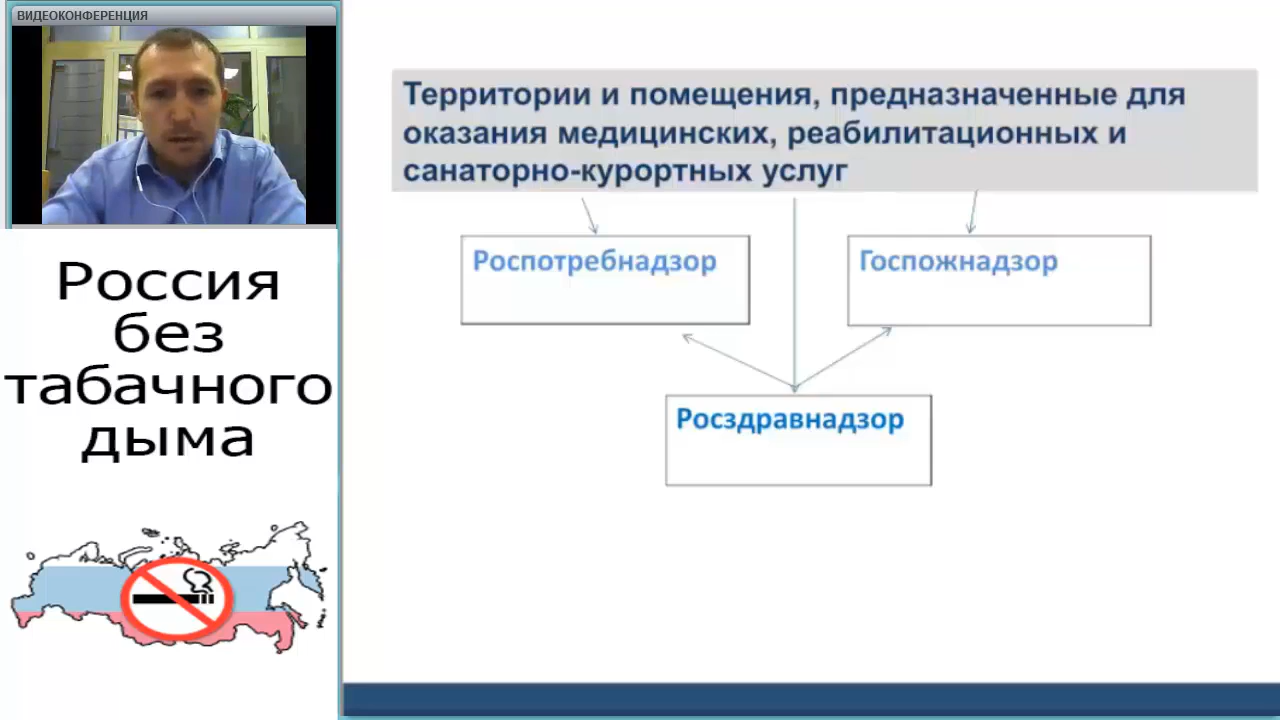 ВИДЕОКОНФЕРЕНЦИЯ
Россия
без
табачного
дыма
Территории и помещения, предназначенные для
оказания медицинских, реабилитационных и
санаторно-курортных услуг
Роспотребнадзор
Госпожнадзор
Росздравнадзор